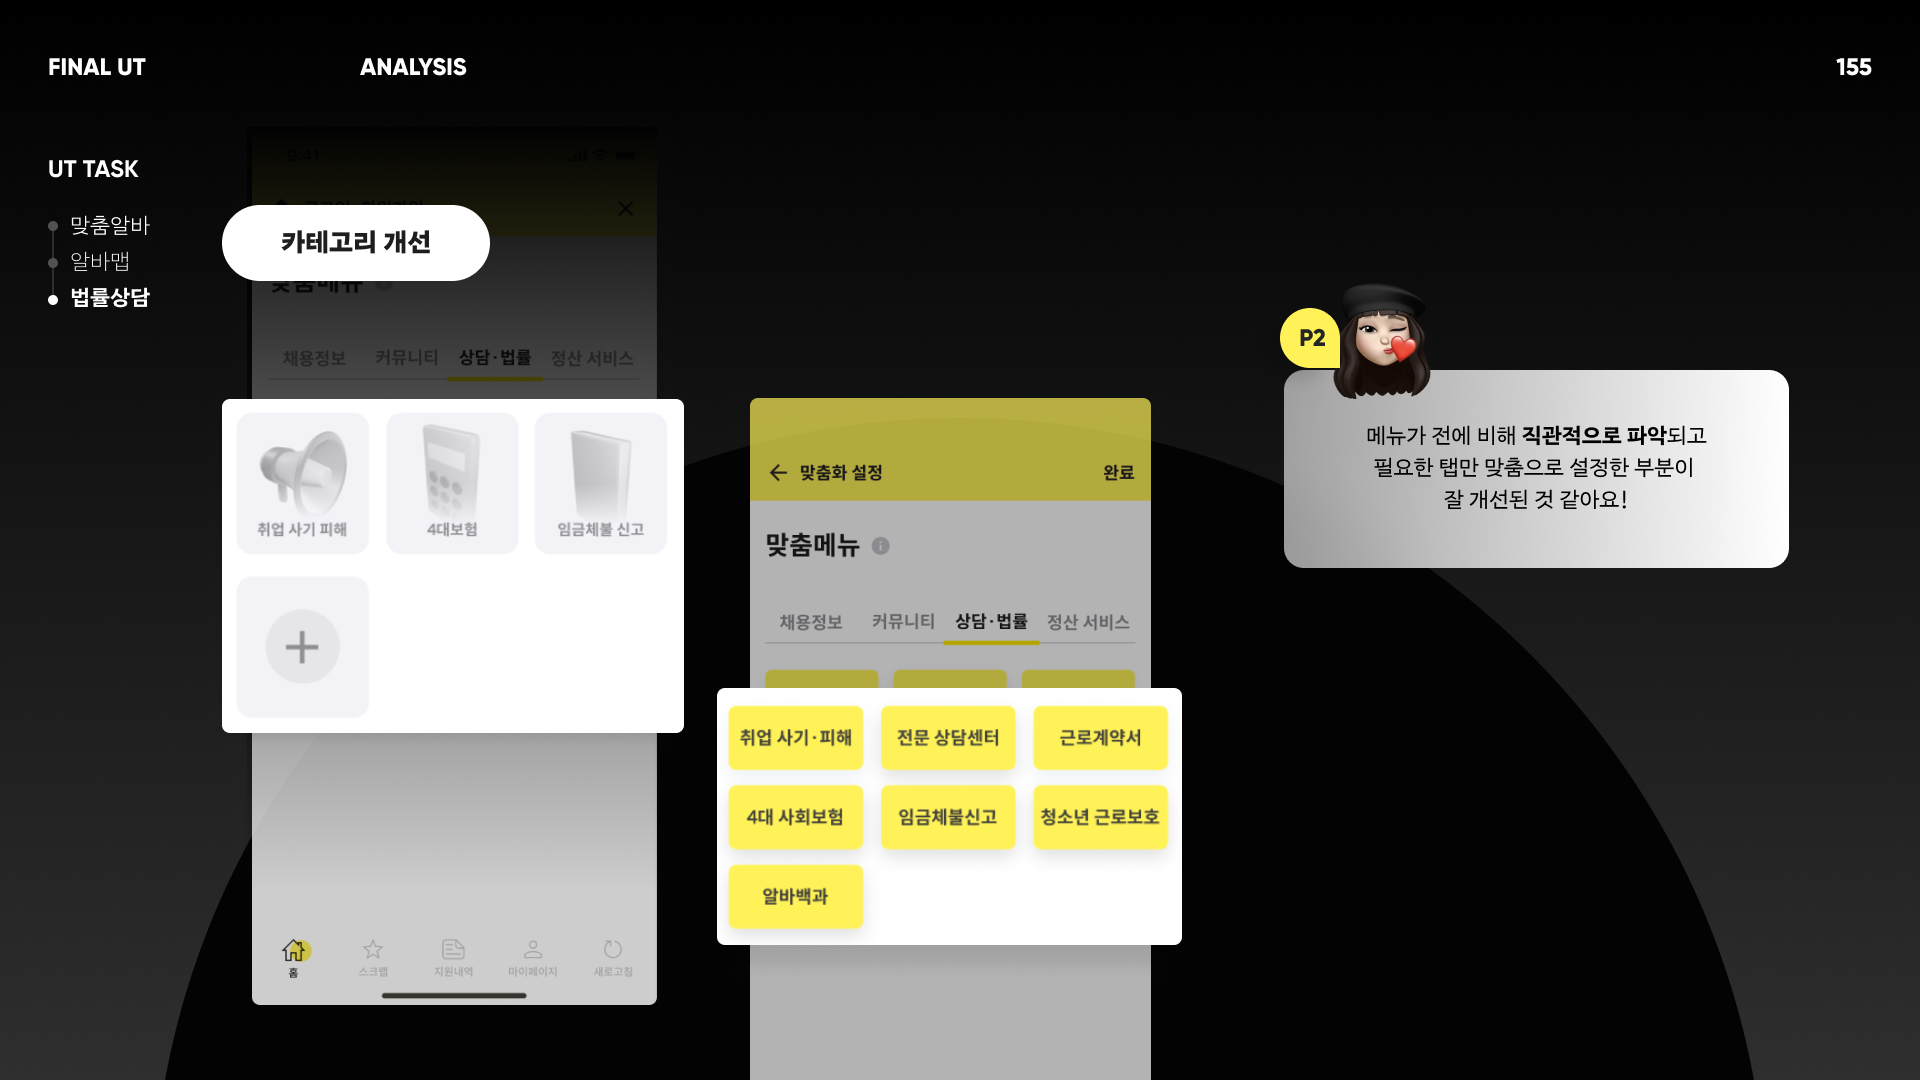 FINAL UT
ANALYSIS
155
UT TASK
맞춤알바
알바맵
법률상담
9:41
카테고리 개선
맞춤메뉴
채용정보
커뮤니티
상담·법률
정산 서비스
취업 사기 피해
4대보험
임금체불 신고
홈
스크랩
지원내역
마이페이지
새로고침
맞춤화 설정
완료
맞춤메뉴
채용정보
커뮤니티
상담·법률
정산 서비스
취업 사기·피해
전문 상담센터
근로계약서
4대 사회보험
임금체불신고
청소년 근로보호
알바백과
P2
메뉴가 전에 비해 직관적으로 파악되고
필요한 탭만 맞춤으로 설정한 부분이
잘 개선된 것 같아요!